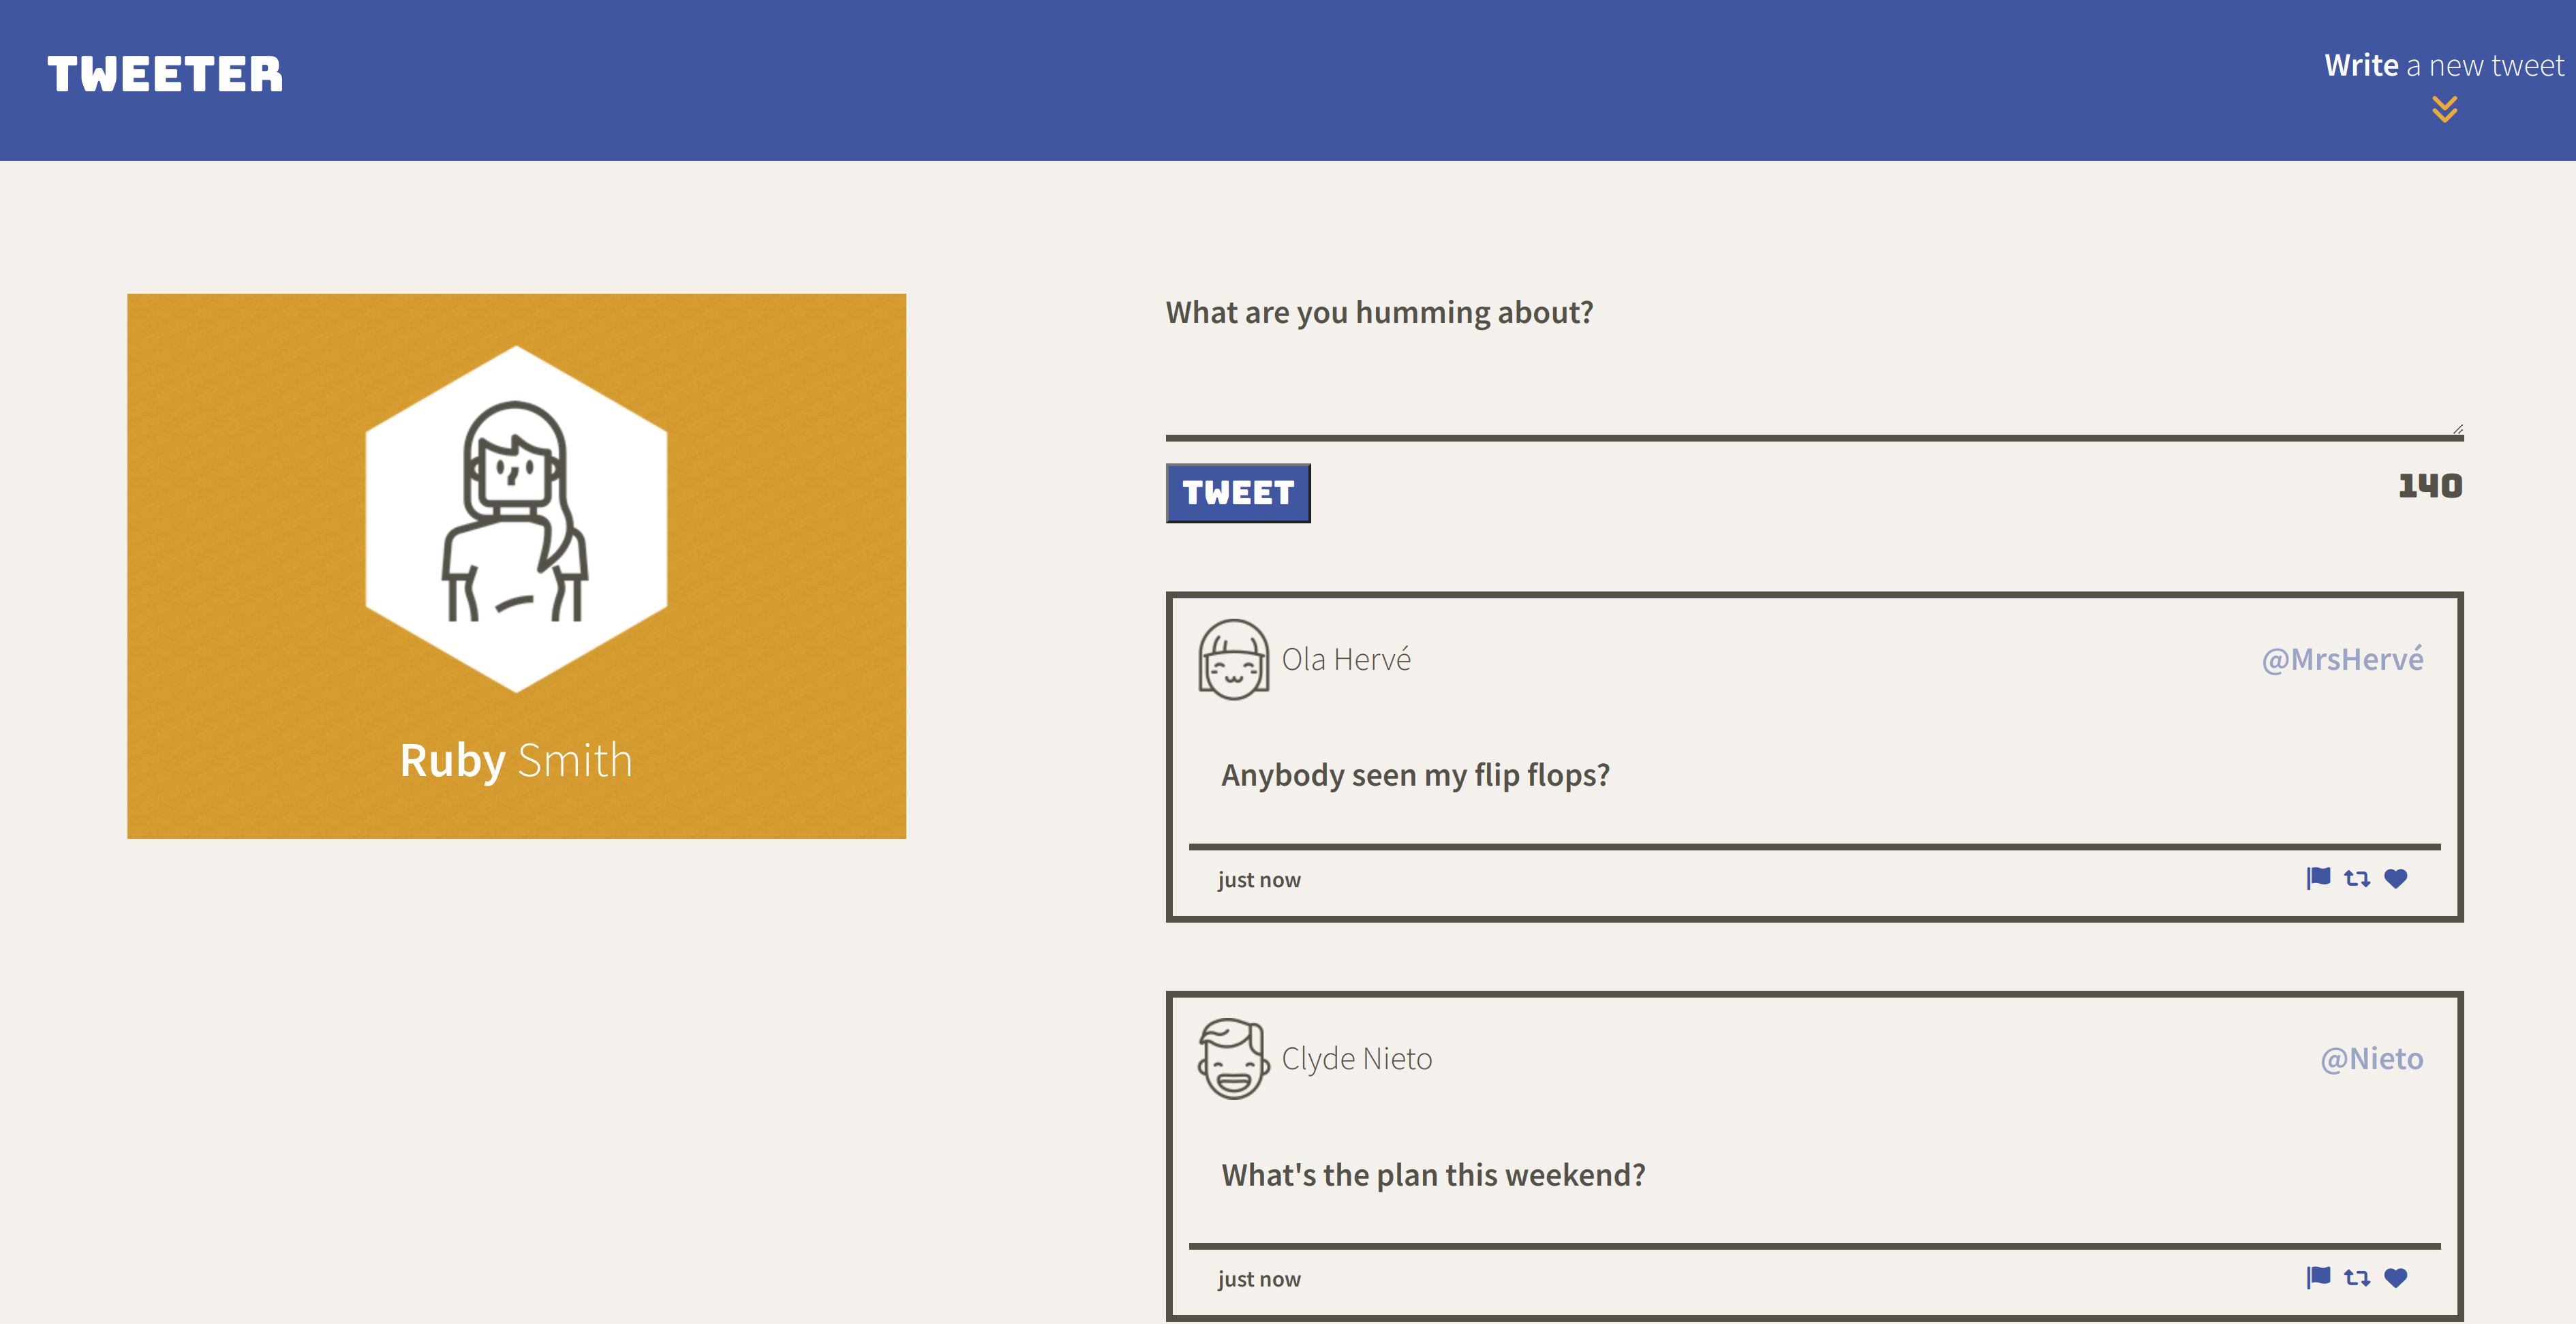 TWEETER
Write a new tweet
Ruby Smith
What are you humming about?
TWEET
140
Ola Hervé
@MrsHervé
Anybody seen my flip flops?
just now
Clyde Nieto
@Nieto
What's the plan this weekend?
just now